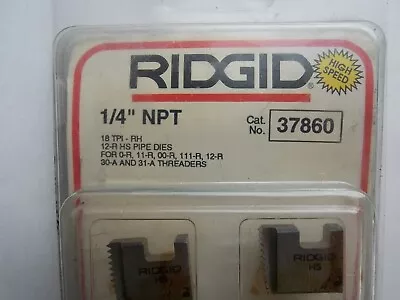 RIDGID®
HIGH SPEED
1/4" NPT
Cat. No. 37860
18 TPI - RH
12-R HS PIPE DIES
FOR 0-R, 11-R, 00-R, 111-R, 12-R
30-A AND 31-A THREADERS
RIDGID
HS
RIDGID
HS
2